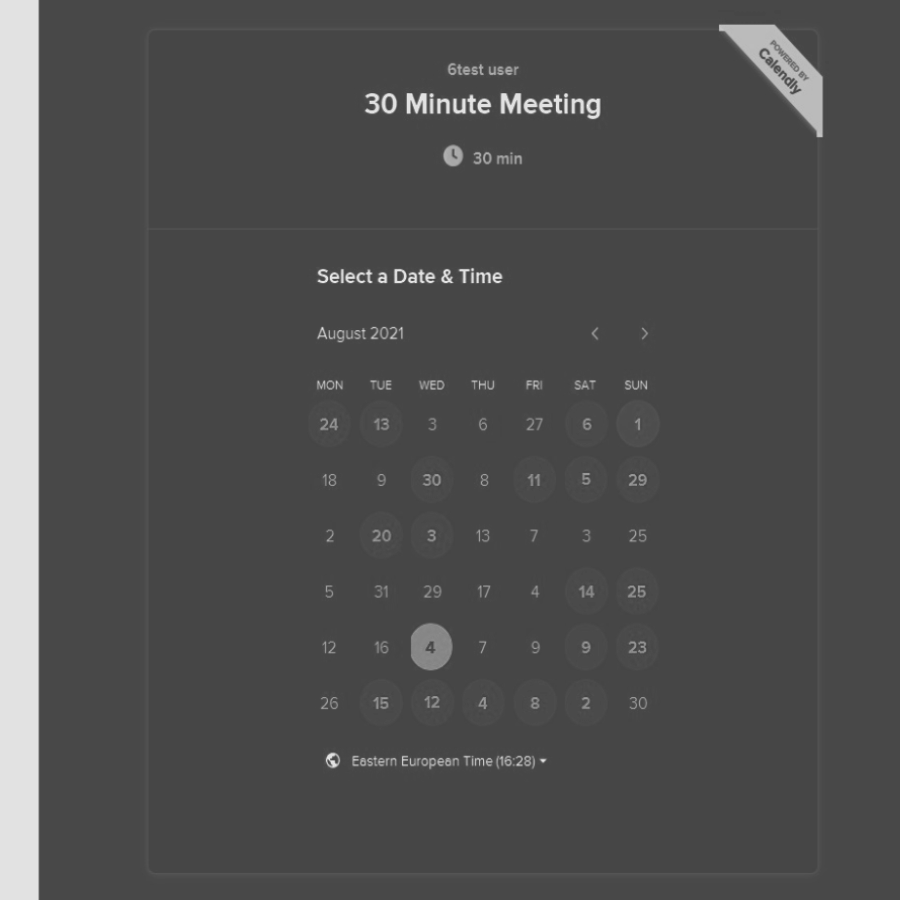 POWERED BY
Calendly
6test user
30 Minute Meeting
30 min
Select a Date & Time
August 2021
MON TUE WED THU FRI SAT SUN
24 13 3 6 27 6 1
18 9 30 8 11 5 29
2 20 3 13 7 3 25
5 31 29 17 4 14 25
12 16 4 7 9 9 23
26 15 12 4 8 2 30
Eastern European Time (16:28)